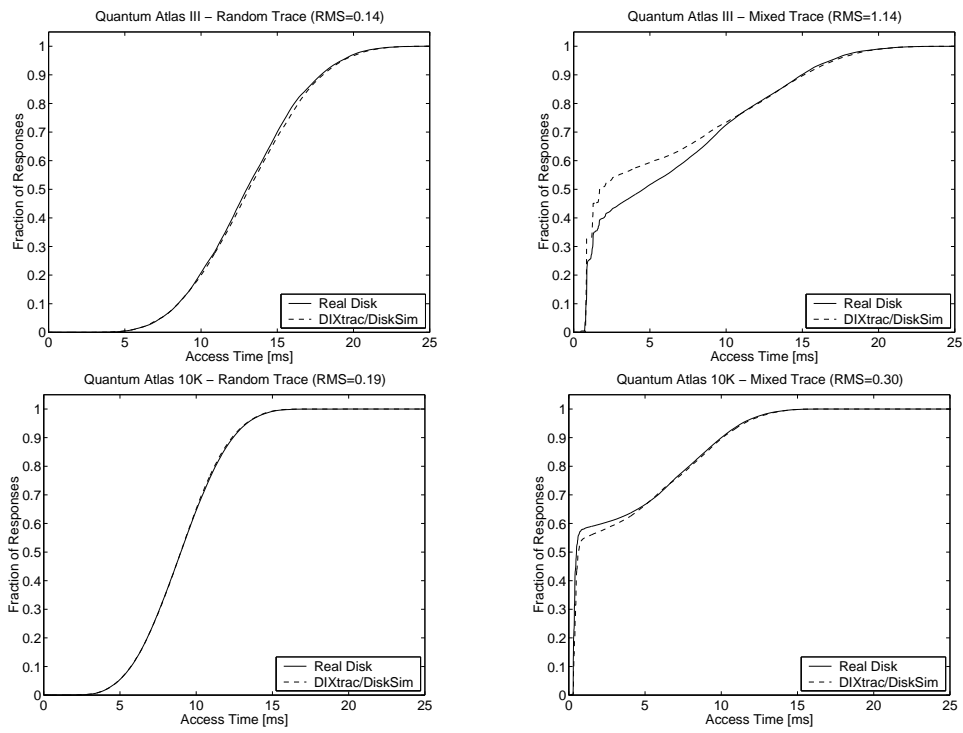 Quantum Atlas III – Random Trace (RMS=0.14)
1
0.9
0.8
0.7
0.6
0.5
0.4
0.3
0.2
0.1
0
Fraction of Responses
Real Disk
DIXtrac/DiskSim
0 5 10 15 20 25
Access Time [ms]
Quantum Atlas III – Mixed Trace (RMS=1.14)
1
0.9
0.8
0.7
0.6
0.5
0.4
0.3
0.2
0.1
0
Fraction of Responses
Real Disk
DIXtrac/DiskSim
0 5 10 15 20 25
Access Time [ms]
Quantum Atlas 10K – Random Trace (RMS=0.19)
1
0.9
0.8
0.7
0.6
0.5
0.4
0.3
0.2
0.1
0
Fraction of Responses
Real Disk
DIXtrac/DiskSim
0 5 10 15 20 25
Access Time [ms]
Quantum Atlas 10K – Mixed Trace (RMS=0.30)
1
0.9
0.8
0.7
0.6
0.5
0.4
0.3
0.2
0.1
0
Fraction of Responses
Real Disk
DIXtrac/DiskSim
0 5 10 15 20 25
Access Time [ms]